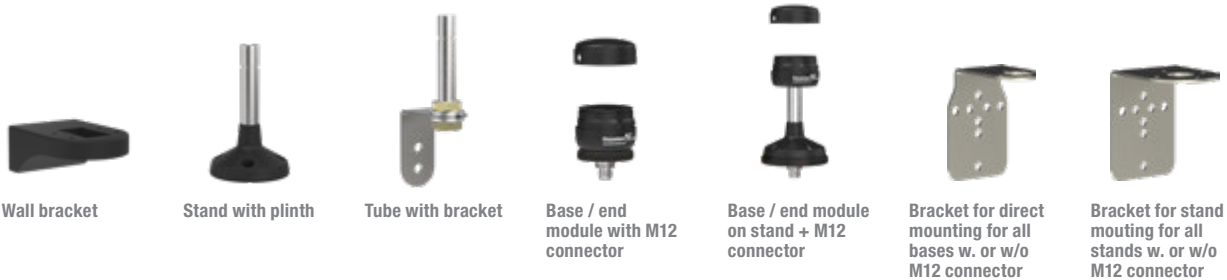 Wall bracket
Stand with plinth
Tube with bracket
Base / end
module with M12
connector
Base / end module
on stand + M12
connector
Bracket for direct
mounting for all
bases w. or w/o
M12 connector
Bracket for stand
mouting for all
stands w. or w/o
M12 connector